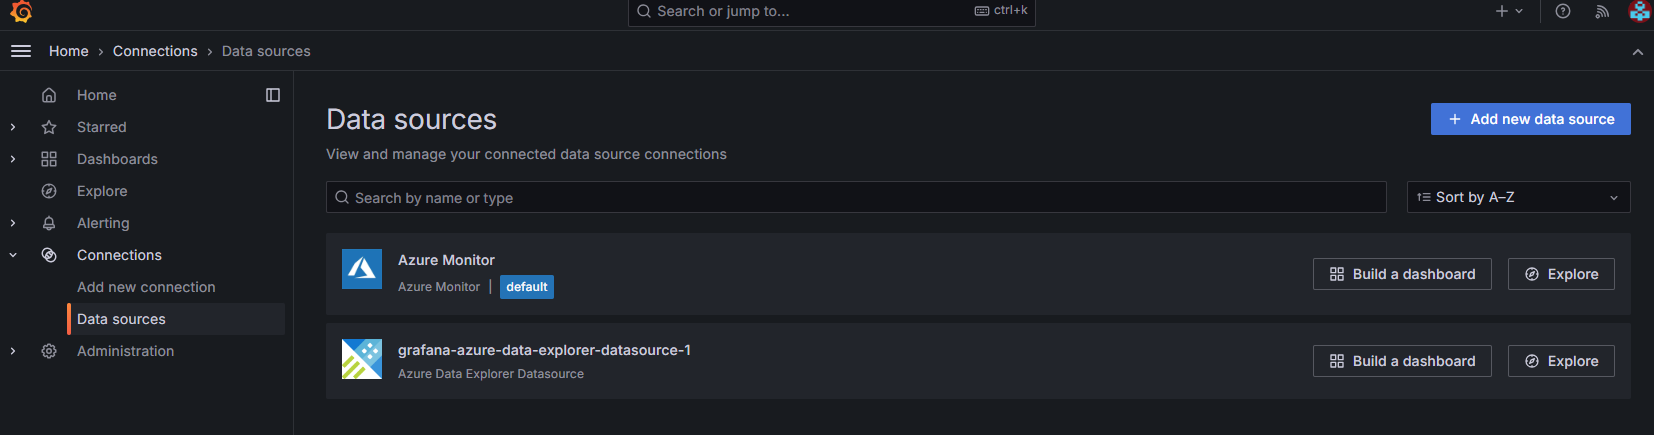 Search or jump to... ctrl+k
Home › Connections › Data sources
Home
Starred
Dashboards
Explore
Alerting
Connections
Add new connection
Data sources
Administration
Data sources
+ Add new data source
View and manage your connected data source connections
Search by name or type
Sort by A–Z
Azure Monitor
Azure Monitor | default
Build a dashboard
Explore
grafana-azure-data-explorer-datasource-1
Azure Data Explorer Datasource
Build a dashboard
Explore